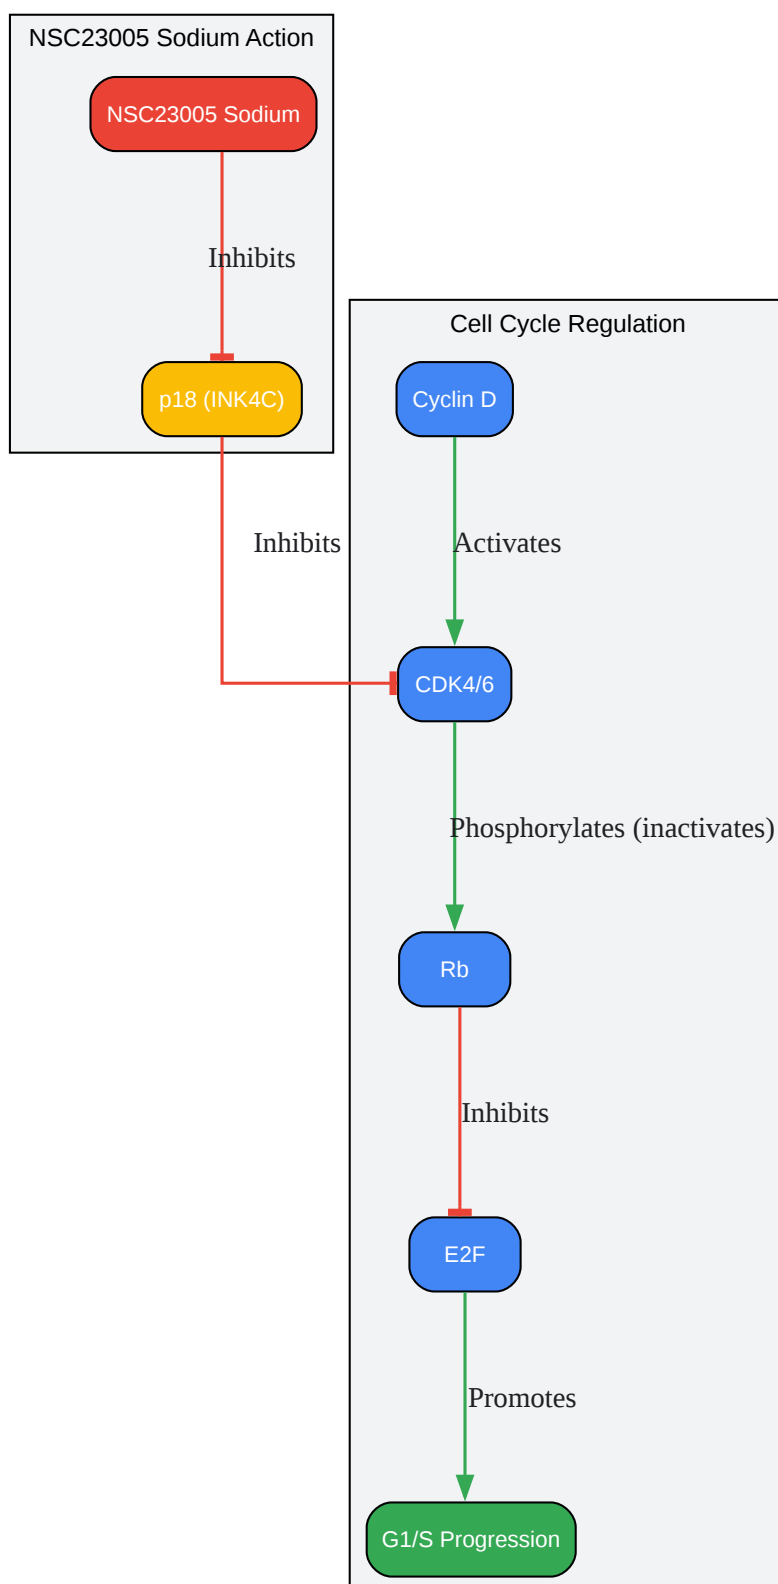 NSC23005 Sodium Action
NSC23005 Sodium
Inhibits
Cell Cycle Regulation
p18 (INK4C)
Cyclin D
Inhibits
Activates
CDK4/6
Phosphorylates (inactivates)
Rb
Inhibits
E2F
Promotes
G1/S Progression